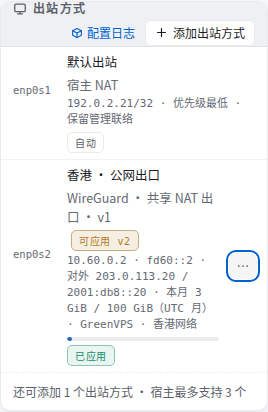 出站方式
配置日志
+ 添加出站方式
默认出站
enp0s1
宿主 NAT
192.0.2.21/32 · 优先级最低 ·
保留管理联络
自动
香港 · 公网出口
WireGuard · 共享 NAT 出
口 · v1
可应用 v2
enp0s2
10.60.0.2 · fd60::2 ·
对外 203.0.113.20 /
2001:db8::20 · 本月 3
GiB / 100 GiB (UTC 月)
· GreenVPS · 香港网络
...
已应用
还可添加 1 个出站方式 · 宿主最多支持 3 个